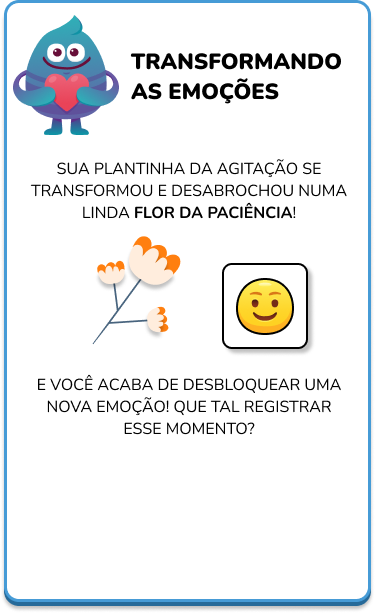 TRANSFORMANDO
AS EMOÇÕES
SUA PLANTINHA DA AGITAÇÃO SE
TRANSFORMOU E DESABROCHOU NUMA
LINDA FLOR DA PACIÊNCIA!
E VOCÊ ACABA DE DESBLOQUEAR UMA
NOVA EMOÇÃO! QUE TAL REGISTRAR
ESSE MOMENTO?